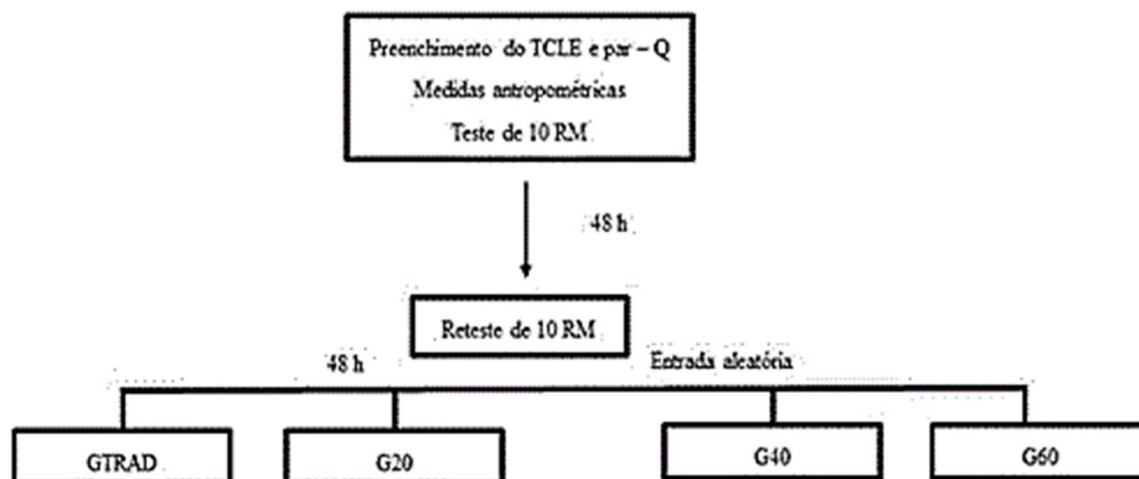 Preenchimento do TCLE e par – Q
Medidas antropométricas
Teste de 10 RM
48 h
Reteste de 10 RM
48 h
Entrada aleatória
GTRAD
G20
G40
G60